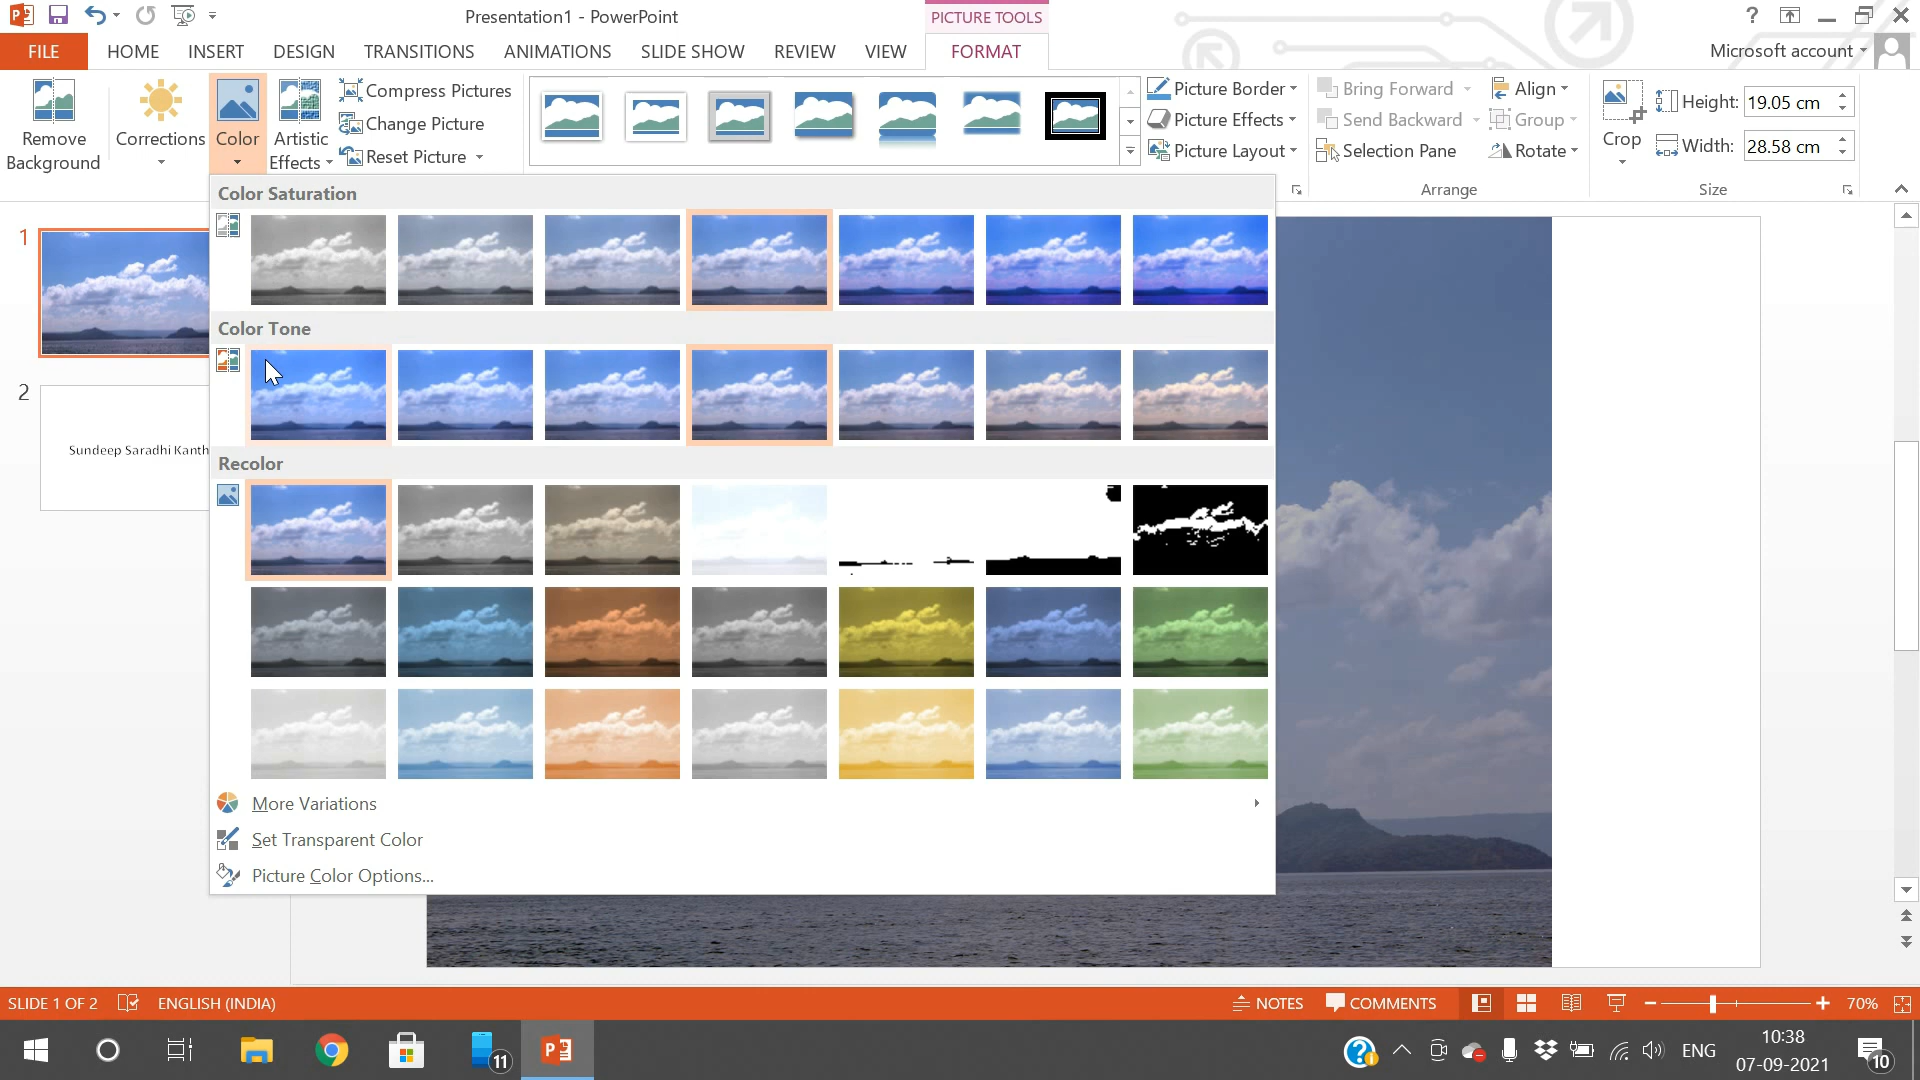 Presentation1 - PowerPoint
PICTURE TOOLS
?
FILE HOME INSERT DESIGN TRANSITIONS ANIMATIONS SLIDE SHOW REVIEW VIEW FORMAT
Microsoft account
Remove Background
Corrections
Color
Artistic Effects
Compress Pictures
Change Picture
Reset Picture
Picture Border
Picture Effects
Picture Layout
Bring Forward
Send Backward
Selection Pane
Align
Group
Rotate
Arrange
Crop
Height: 19.05 cm
Width: 28.58 cm
Size
Color Saturation
Color Tone
Recolor
More Variations
Set Transparent Color
Picture Color Options...
1
2
Sundeep Saradhi Kanth
SLIDE 1 OF 2 ENGLISH (INDIA)
NOTES COMMENTS 70%
11
P
ENG
10:38
07-09-2021
10